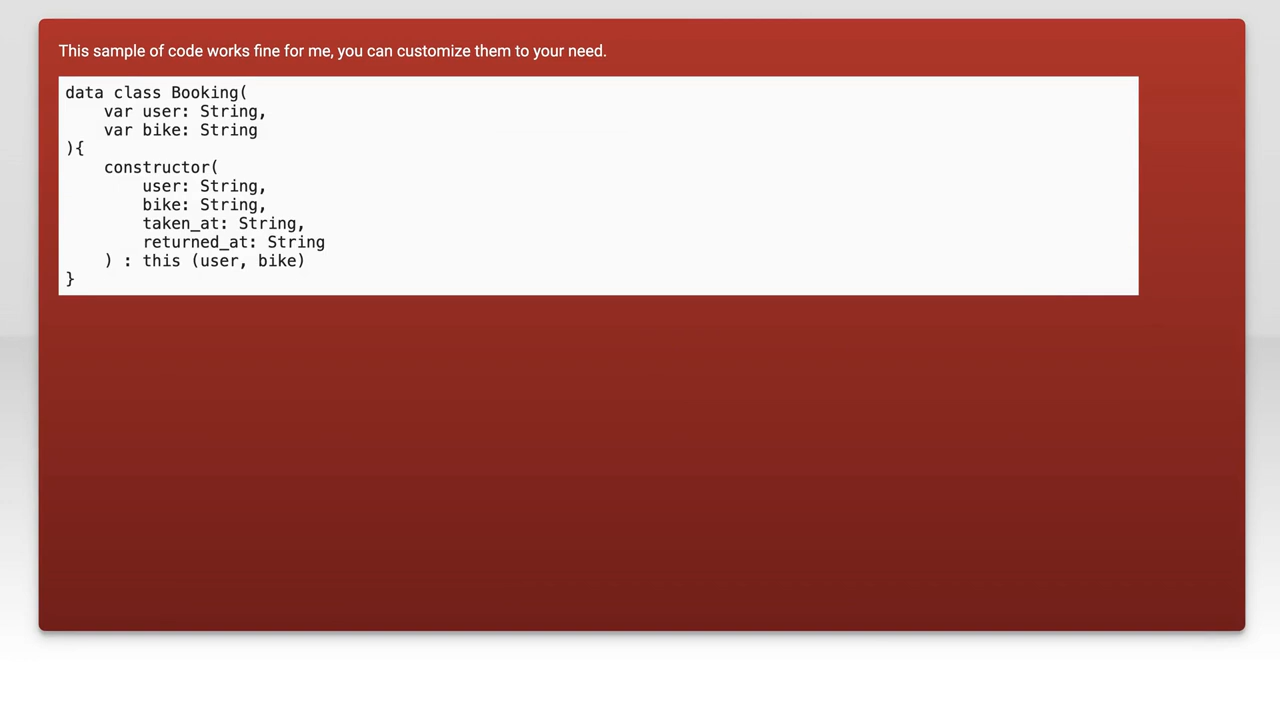 This sample of code works fine for me, you can customize them to your need.
data class Booking(
    var user: String,
    var bike: String
){
    constructor(
        user: String,
        bike: String,
        taken_at: String,
        returned_at: String
    ) : this (user, bike)
}